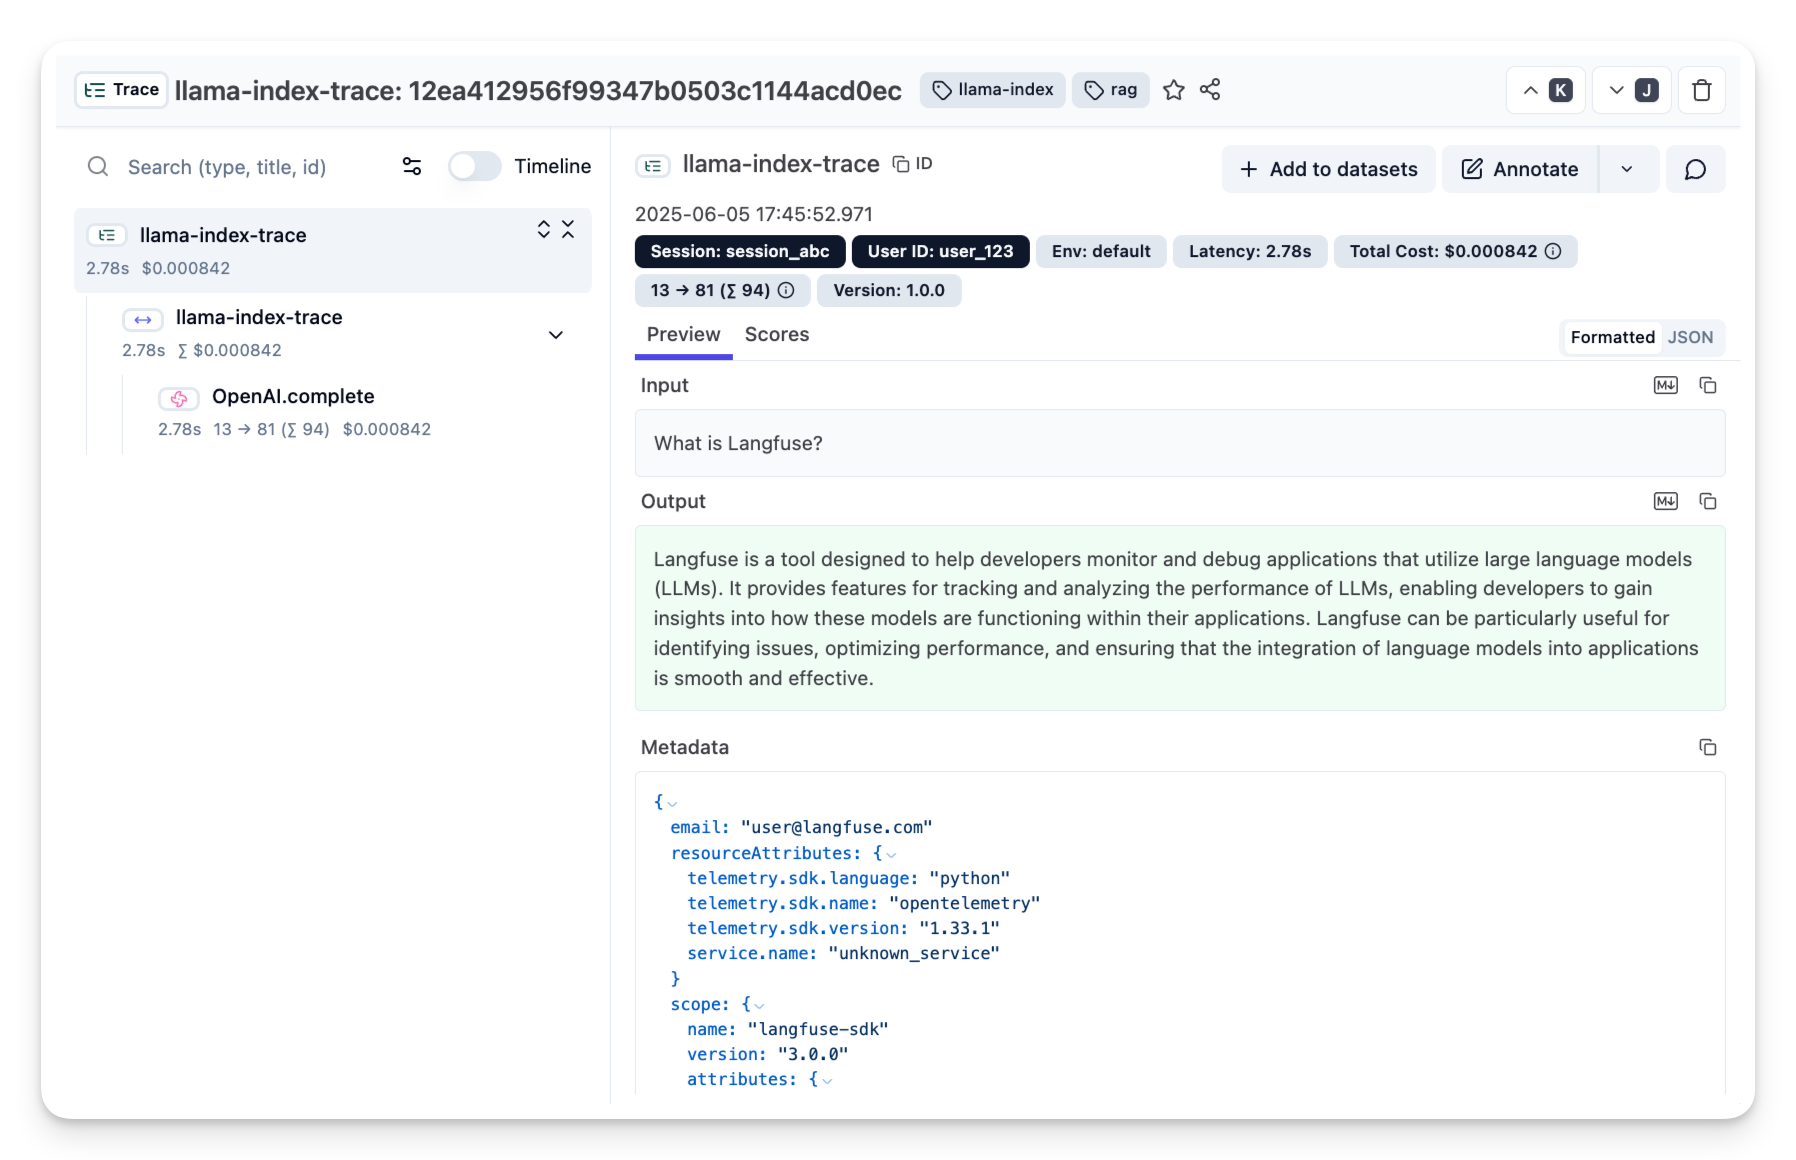 Trace llama-index-trace: 12ea412956f99347b0503c1144acd0ec llama-index rag K J
Search (type, title, id) Timeline
llama-index-trace
2.78s $0.000842
llama-index-trace
2.78s ∑ $0.000842
OpenAI.complete
2.78s 13 → 81 (∑ 94) $0.000842
llama-index-trace ID Add to datasets Annotate
2025-06-05 17:45:52.971
Session: session_abc User ID: user_123 Env: default Latency: 2.78s Total Cost: $0.000842
13 → 81 (∑ 94) Version: 1.0.0
Preview Scores Formatted JSON
Input
What is Langfuse?
Output
Langfuse is a tool designed to help developers monitor and debug applications that utilize large language models
(LLMs). It provides features for tracking and analyzing the performance of LLMs, enabling developers to gain
insights into how these models are functioning within their applications. Langfuse can be particularly useful for
identifying issues, optimizing performance, and ensuring that the integration of language models into applications
is smooth and effective.
Metadata
{
email: "user@langfuse.com"
resourceAttributes: {
telemetry.sdk.language: "python"
telemetry.sdk.name: "opentelemetry"
telemetry.sdk.version: "1.33.1"
service.name: "unknown_service"
}
scope: {
name: "langfuse-sdk"
version: "3.0.0"
attributes: {